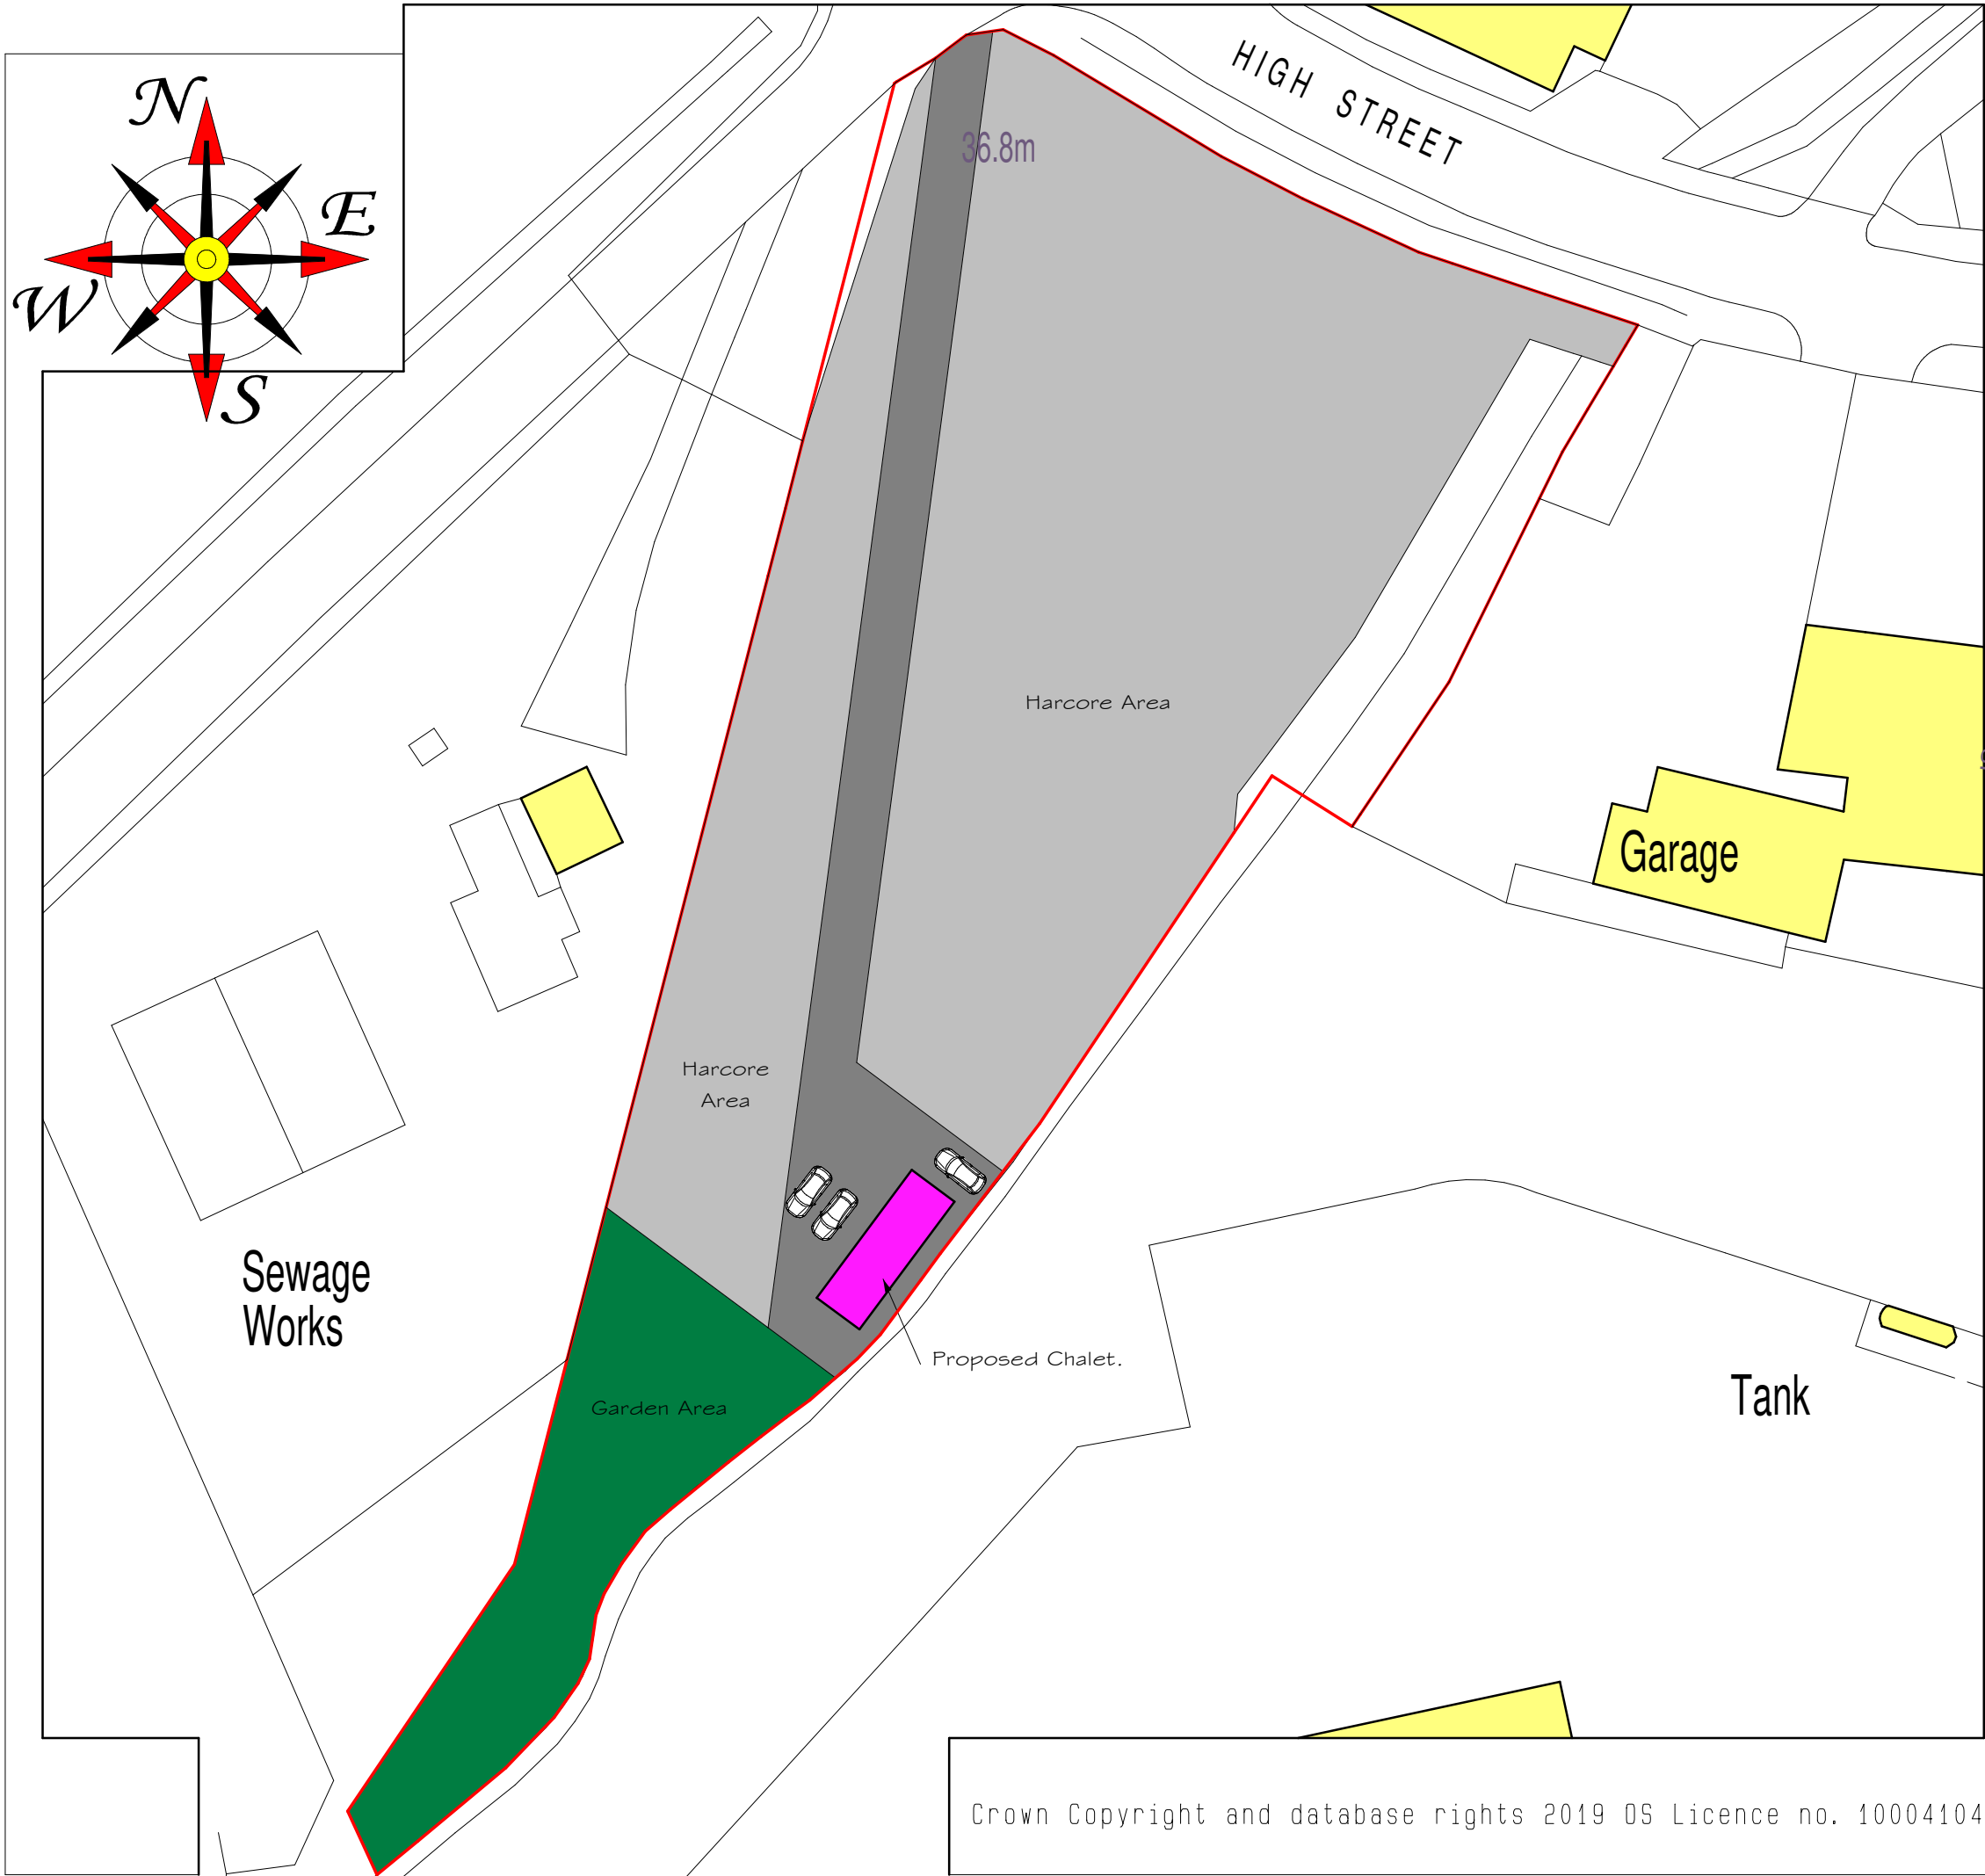 N
E
W
S
HIGH STREET
36.8m
Harcore Area
Garage
Harcore
Area
Sewage
Works
Proposed Chalet.
Garden Area
Tank
Crown Copyright and database rights 2019 OS Licence no. 10004104